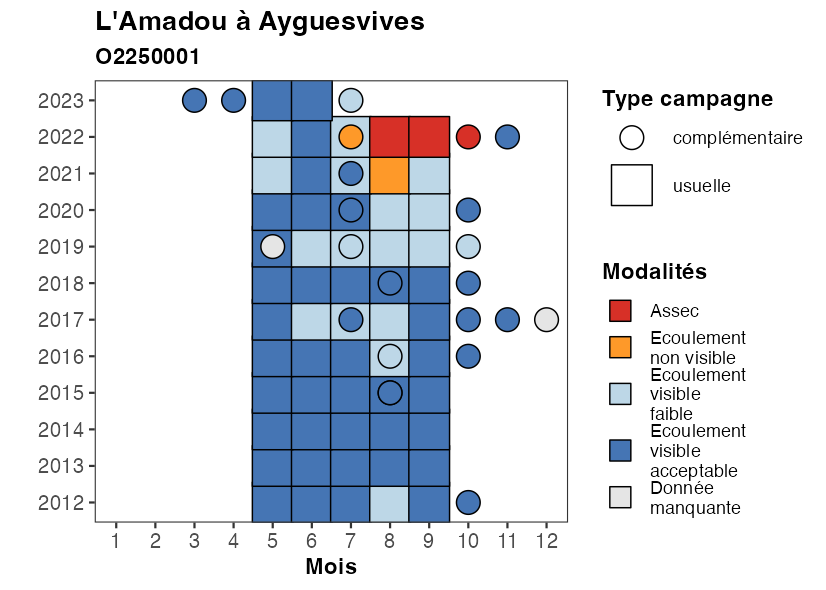 L'Amadou à Ayguesvives
O2250001
2023
2022
2021
2020
2019
2018
2017
2016
2015
2014
2013
2012
1 2 3 4 5 6 7 8 9 10 11 12
Mois
Type campagne
complémentaire
usuelle
Modalités
Assec
Ecoulement
non visible
Ecoulement
visible
faible
Ecoulement
visible
acceptable
Donnée
manquante